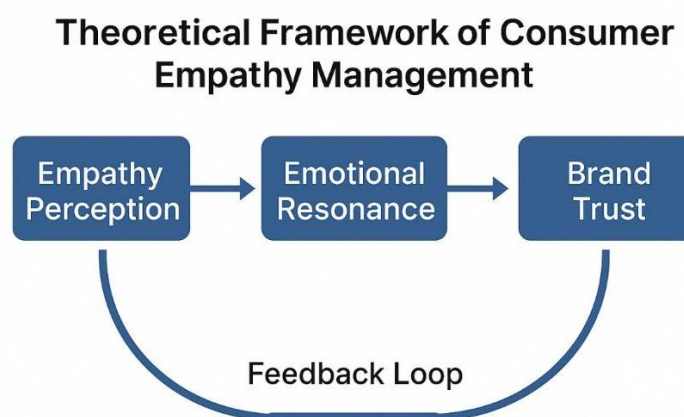 Theoretical Framework of Consumer
Empathy Management
Empathy
Perception
Emotional
Resonance
Brand
Trust
Feedback Loop